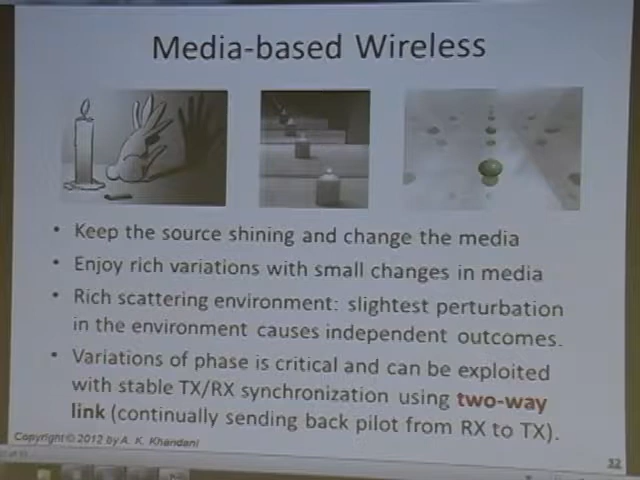 Media-based Wireless
• Keep the source shining and change the media
• Enjoy rich variations with small changes in media
• Rich scattering environment: slightest perturbation
in the environment causes independent outcomes.
• Variations of phase is critical and can be exploited
with stable TX/RX synchronization using two-way
link (continually sending back pilot from RX to TX).
Copyright © 2012 by A. K. Khandani
32